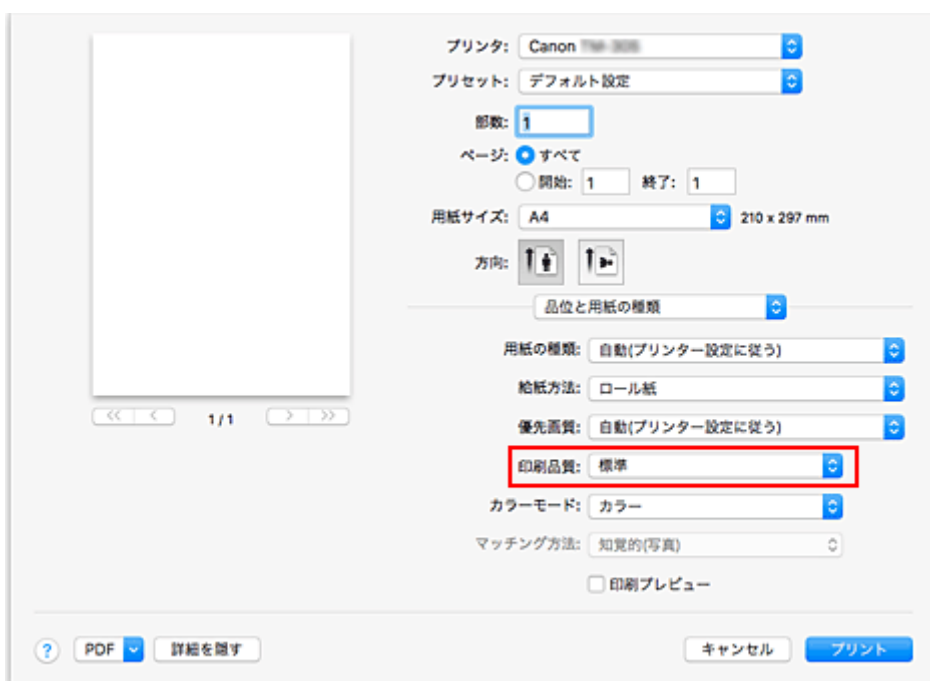 プリンタ: Canon
プリセット: デフォルト設定
部数: 1
ページ: すべて
開始: 1 終了: 1
用紙サイズ: A4 210 x 297 mm
方向:
品位と用紙の種類
用紙の種類: 自動(プリンター設定に従う)
給紙方法: ロール紙
優先画質: 自動(プリンター設定に従う)
印刷品質: 標準
カラーモード: カラー
マッチング方法: 知覚的(写真)
印刷プレビュー
1/1
? PDF 詳細を隠す キャンセル プリント